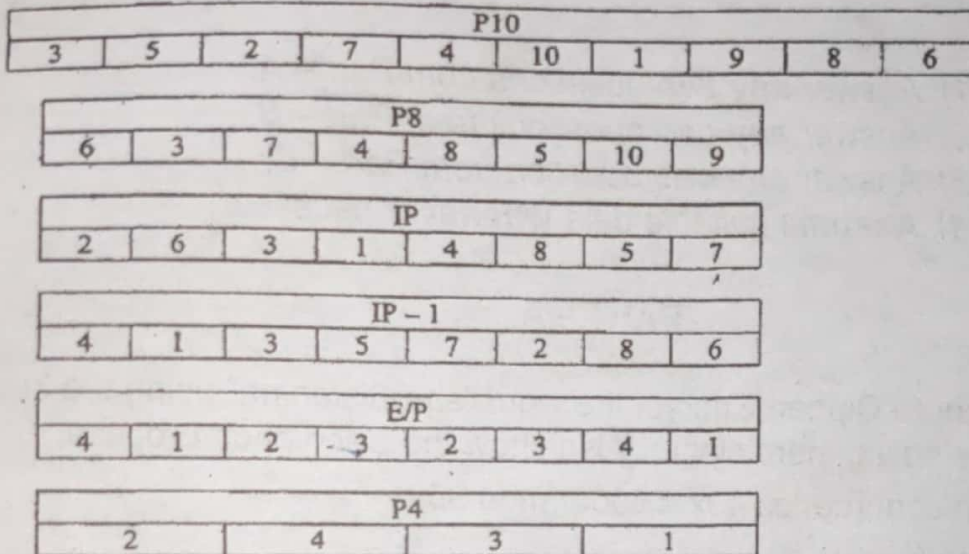 P10
3 5 2 7 4 10 1 9 8 6
P8
6 3 7 4 8 5 10 9
IP
2 6 3 1 4 8 5 7
IP – 1
4 1 3 5 7 2 8 6
E/P
4 1 2 3 2 3 4 1
P4
2 4 3 1